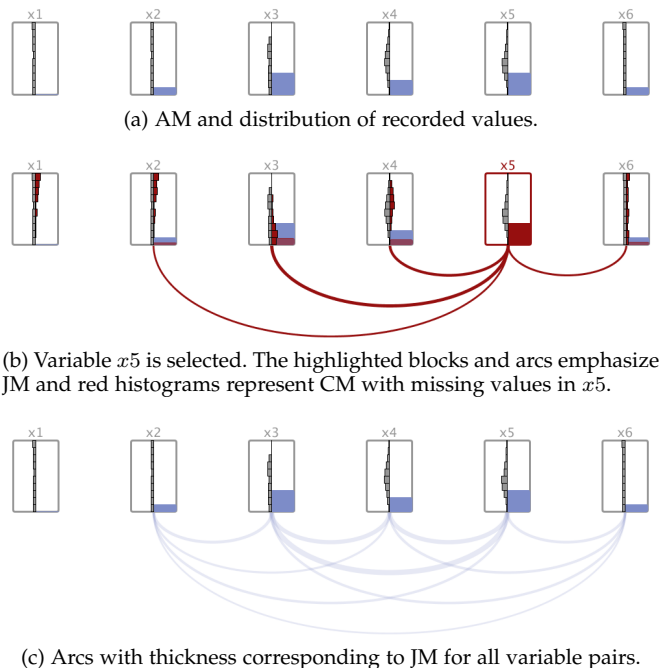 x1 x2 x3 x4 x5 x6
(a) AM and distribution of recorded values.
x1 x2 x3 x4 x5 x6
(b) Variable x5 is selected. The highlighted blocks and arcs emphasize
JM and red histograms represent CM with missing values in x5.
x1 x2 x3 x4 x5 x6
(c) Arcs with thickness corresponding to JM for all variable pairs.